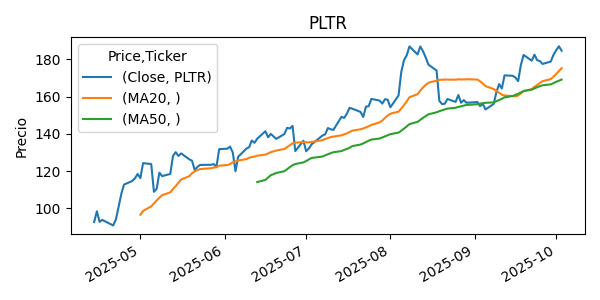 PLTR
Price,Ticker
(Close, PLTR)
(MA20, )
(MA50, )
Precio
180
160
140
120
100
2025-05
2025-06
2025-07
2025-08
2025-09
2025-10